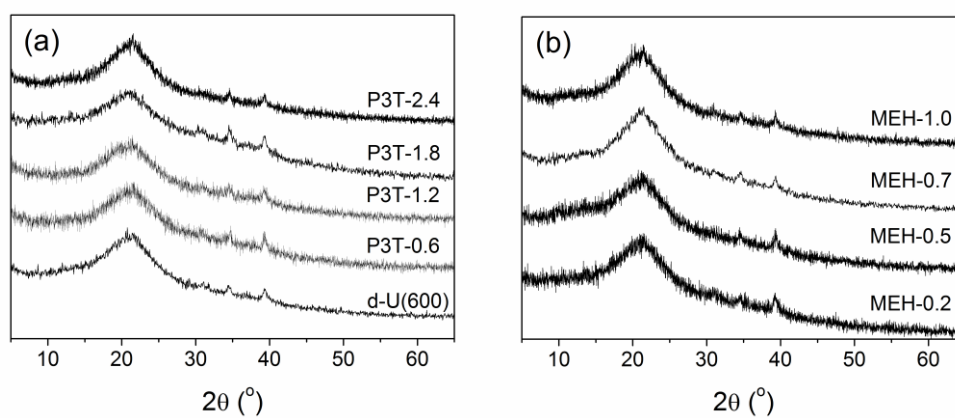 (a)
P3T-2.4
P3T-1.8
P3T-1.2
P3T-0.6
d-U(600)
10 20 30 40 50 60
2θ (°)
(b)
MEH-1.0
MEH-0.7
MEH-0.5
MEH-0.2
10 20 30 40 50 60
2θ (°)